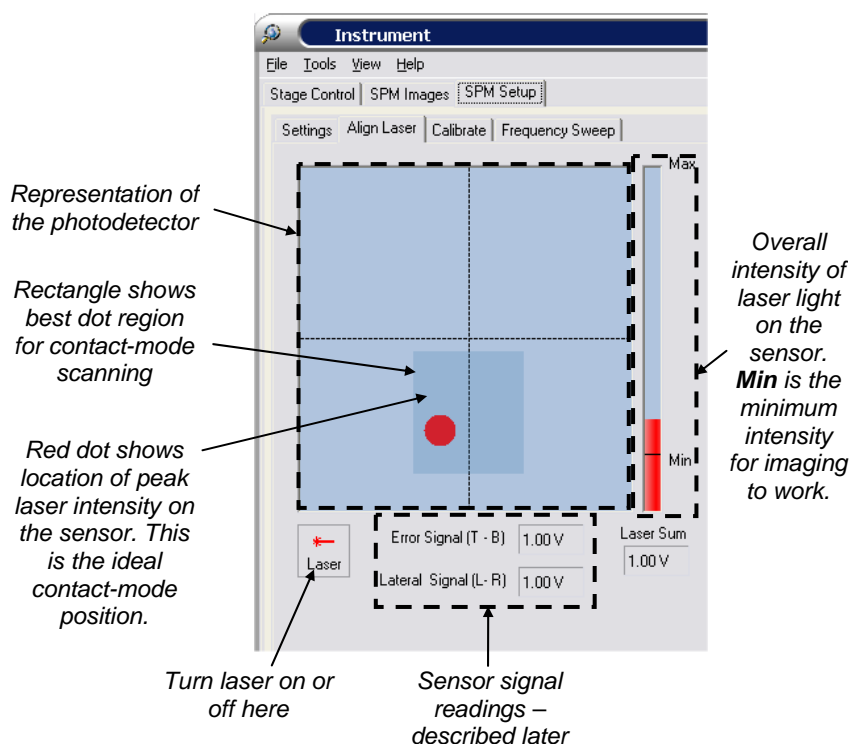 Instrument
File Tools View Help
Stage Control SPM Images SPM Setup
Settings Align Laser Calibrate Frequency Sweep
Max
Representation of
the photodetector
Rectangle shows
best dot region
for contact-mode
scanning
Red dot shows
location of peak
laser intensity on
the sensor. This
is the ideal
contact-mode
position.
Overall
intensity of
laser light
on the
sensor.
Min is the
minimum
intensity
for imaging
to work.
Min
Laser
Error Signal (T - B) 1.00 V
Lateral Signal (L- R) 1.00 V
Laser Sum
1.00 V
Turn laser on or
off here
Sensor signal
readings –
described later